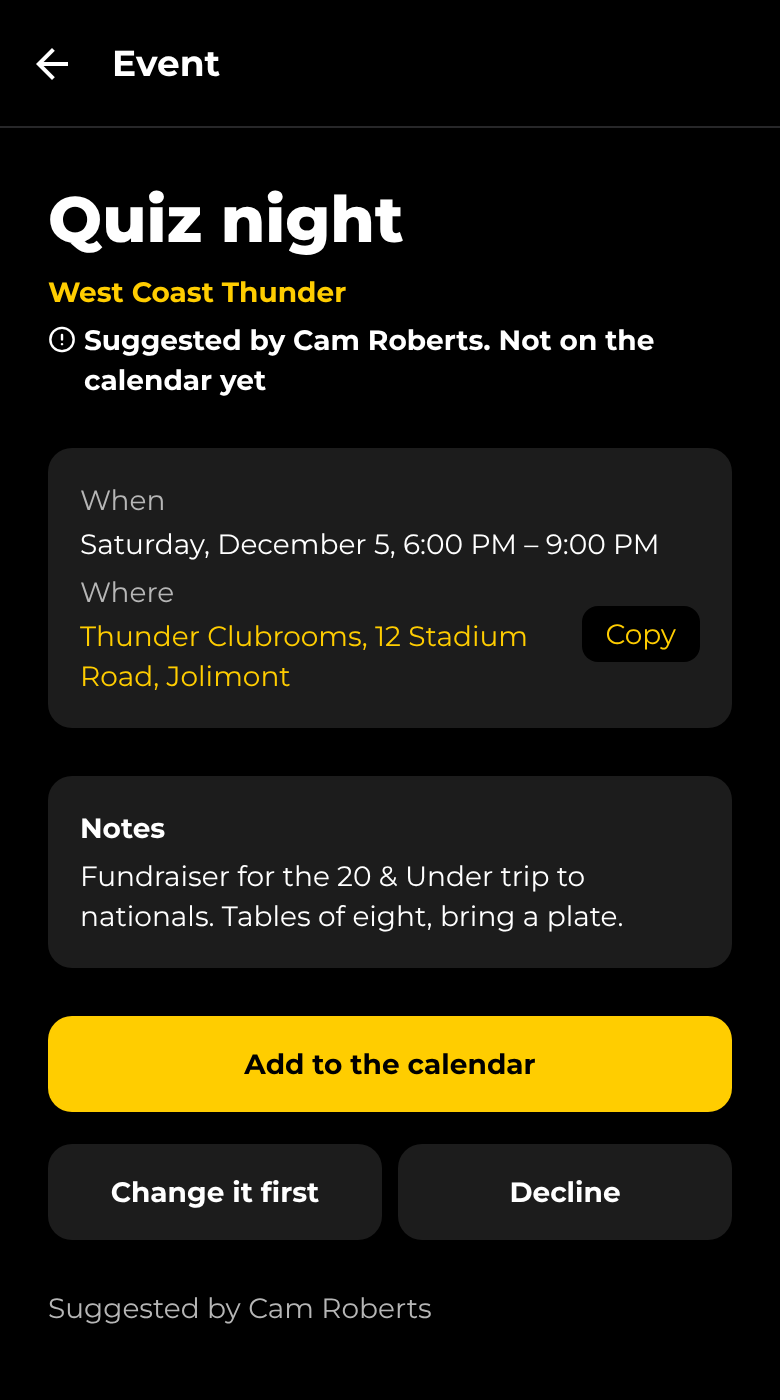 Event
Quiz night
West Coast Thunder
Suggested by Cam Roberts. Not on the
calendar yet
When
Saturday, December 5, 6:00 PM – 9:00 PM
Where
Thunder Clubrooms, 12 Stadium
Road, Jolimont
Copy
Notes
Fundraiser for the 20 & Under trip to
nationals. Tables of eight, bring a plate.
Add to the calendar
Change it first
Decline
Suggested by Cam Roberts